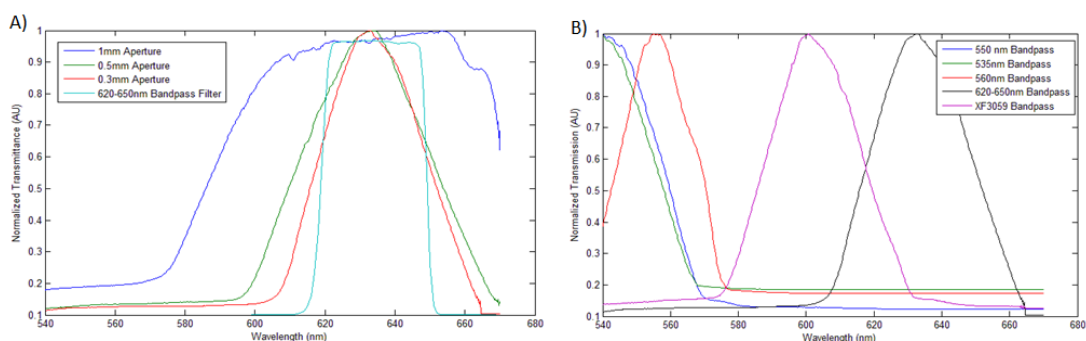 A)
1mm Aperture
0.5mm Aperture
0.3mm Aperture
620-650nm Bandpass Filter
Normalized Transmittance (AU)
1
0.9
0.8
0.7
0.6
0.5
0.4
0.3
0.2
0.1
540
560
580
600
620
640
660
680
Wavelength (nm)
B)
550 nm Bandpass
535nm Bandpass
560nm Bandpass
620-650nm Bandpass
XF3059 Bandpass
Normalized Transmission (AU)
1
0.9
0.8
0.7
0.6
0.5
0.4
0.3
0.2
0.1
540
560
580
600
620
640
660
680
Wavelength (nm)